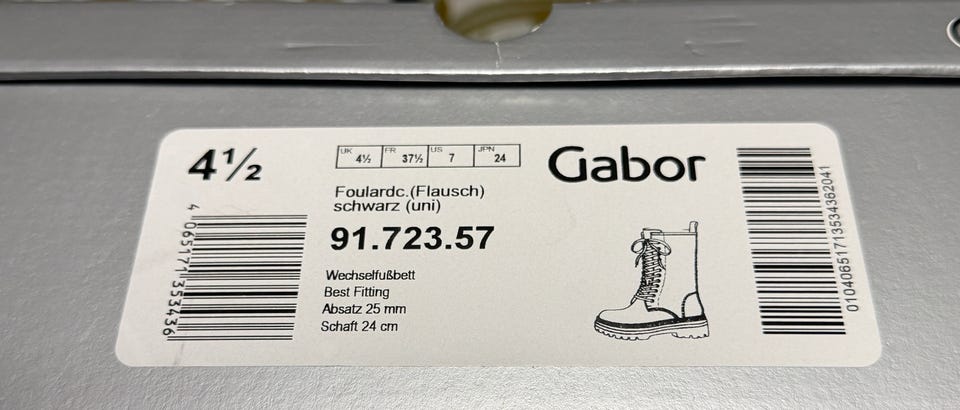 4½
UK 4½ FR 37½ US 7 JPN 24
Gabor
Foulardc.(Flausch)
schwarz (uni)
91.723.57
Wechselfußbett
Best Fitting
Absatz 25 mm
Schaft 24 cm
4 065171 353436
01040651713534362041